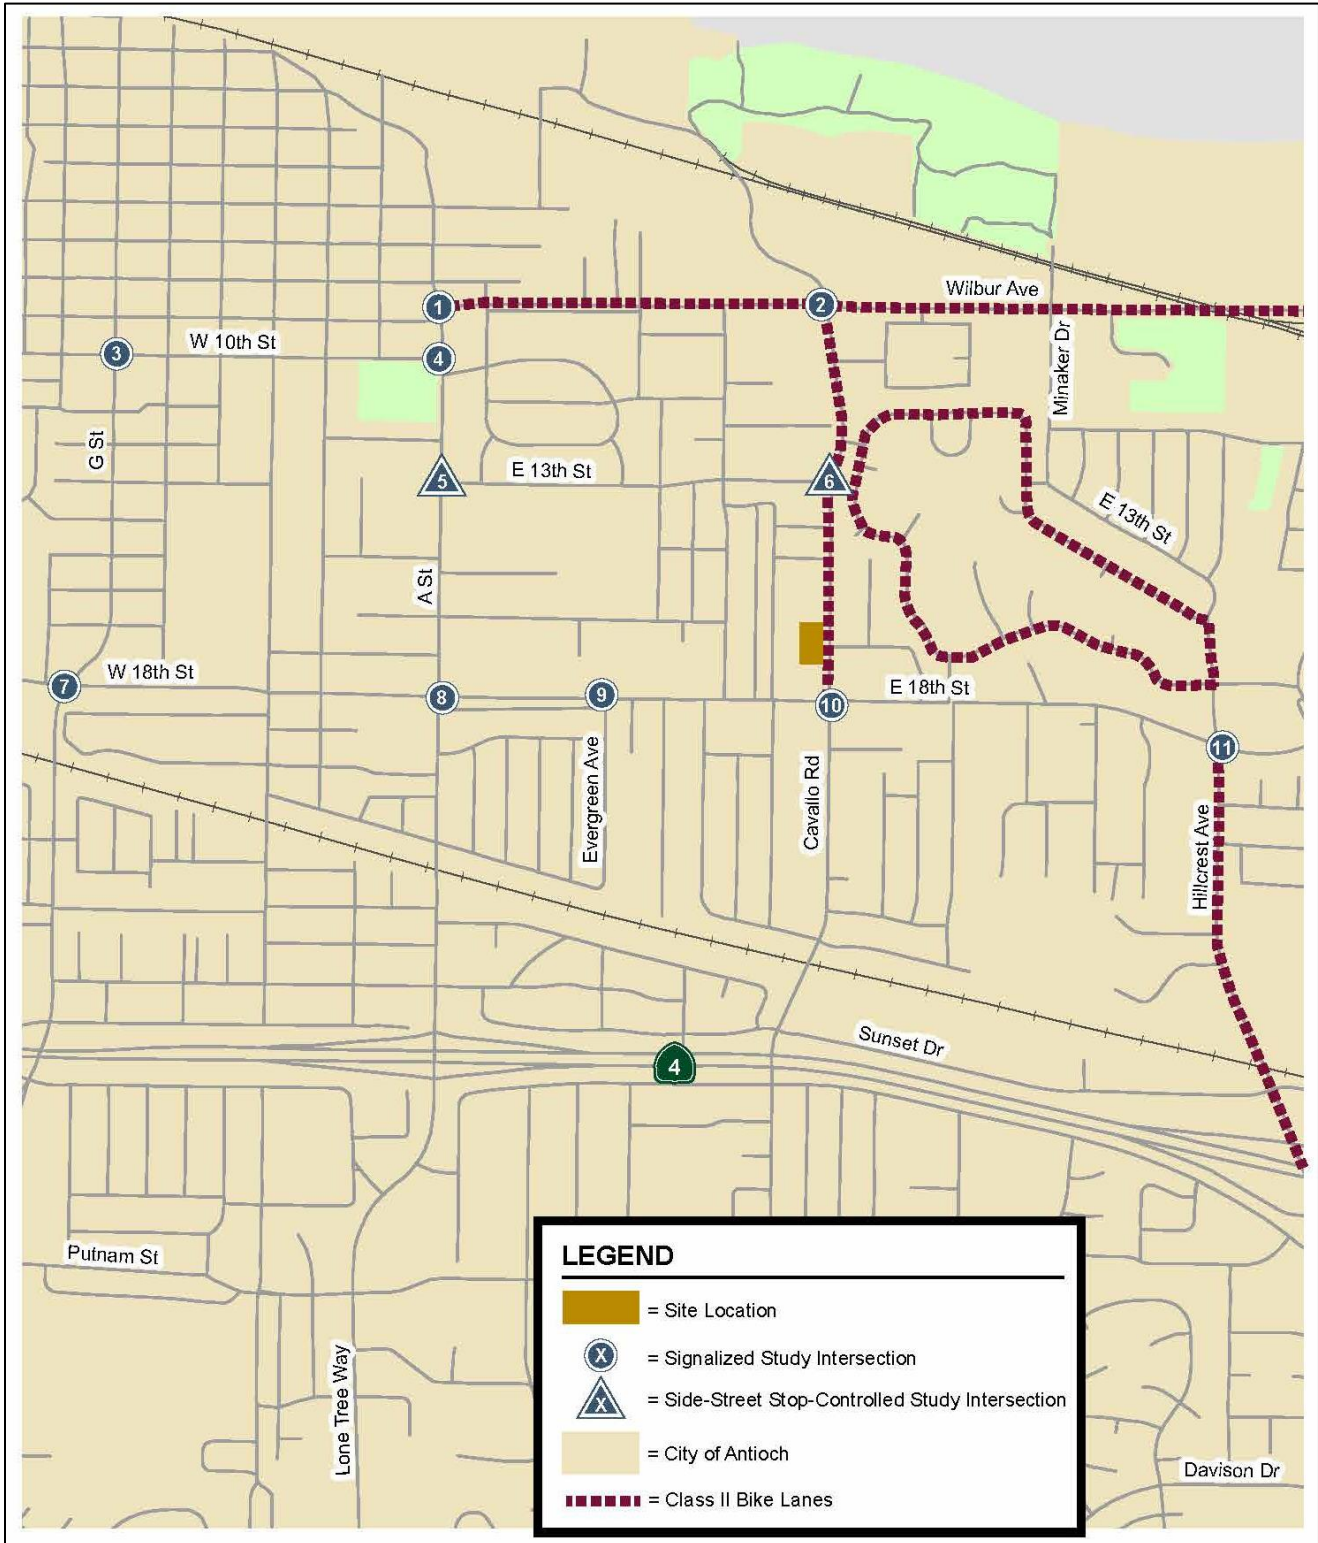 Wilbur Ave
1
2
W 10th St
3
4
Minaker Dr
G St
5
E 13th St
6
E 13th St
A St
7
W 18th St
8
9
10
E 18th St
11
Evergreen Ave
Cavallo Rd
Hillcrest Ave
Sunset Dr
4
Putnam St
Lone Tree Way
Davison Dr
LEGEND
= Site Location
X = Signalized Study Intersection
X = Side-Street Stop-Controlled Study Intersection
= City of Antioch
= Class II Bike Lanes